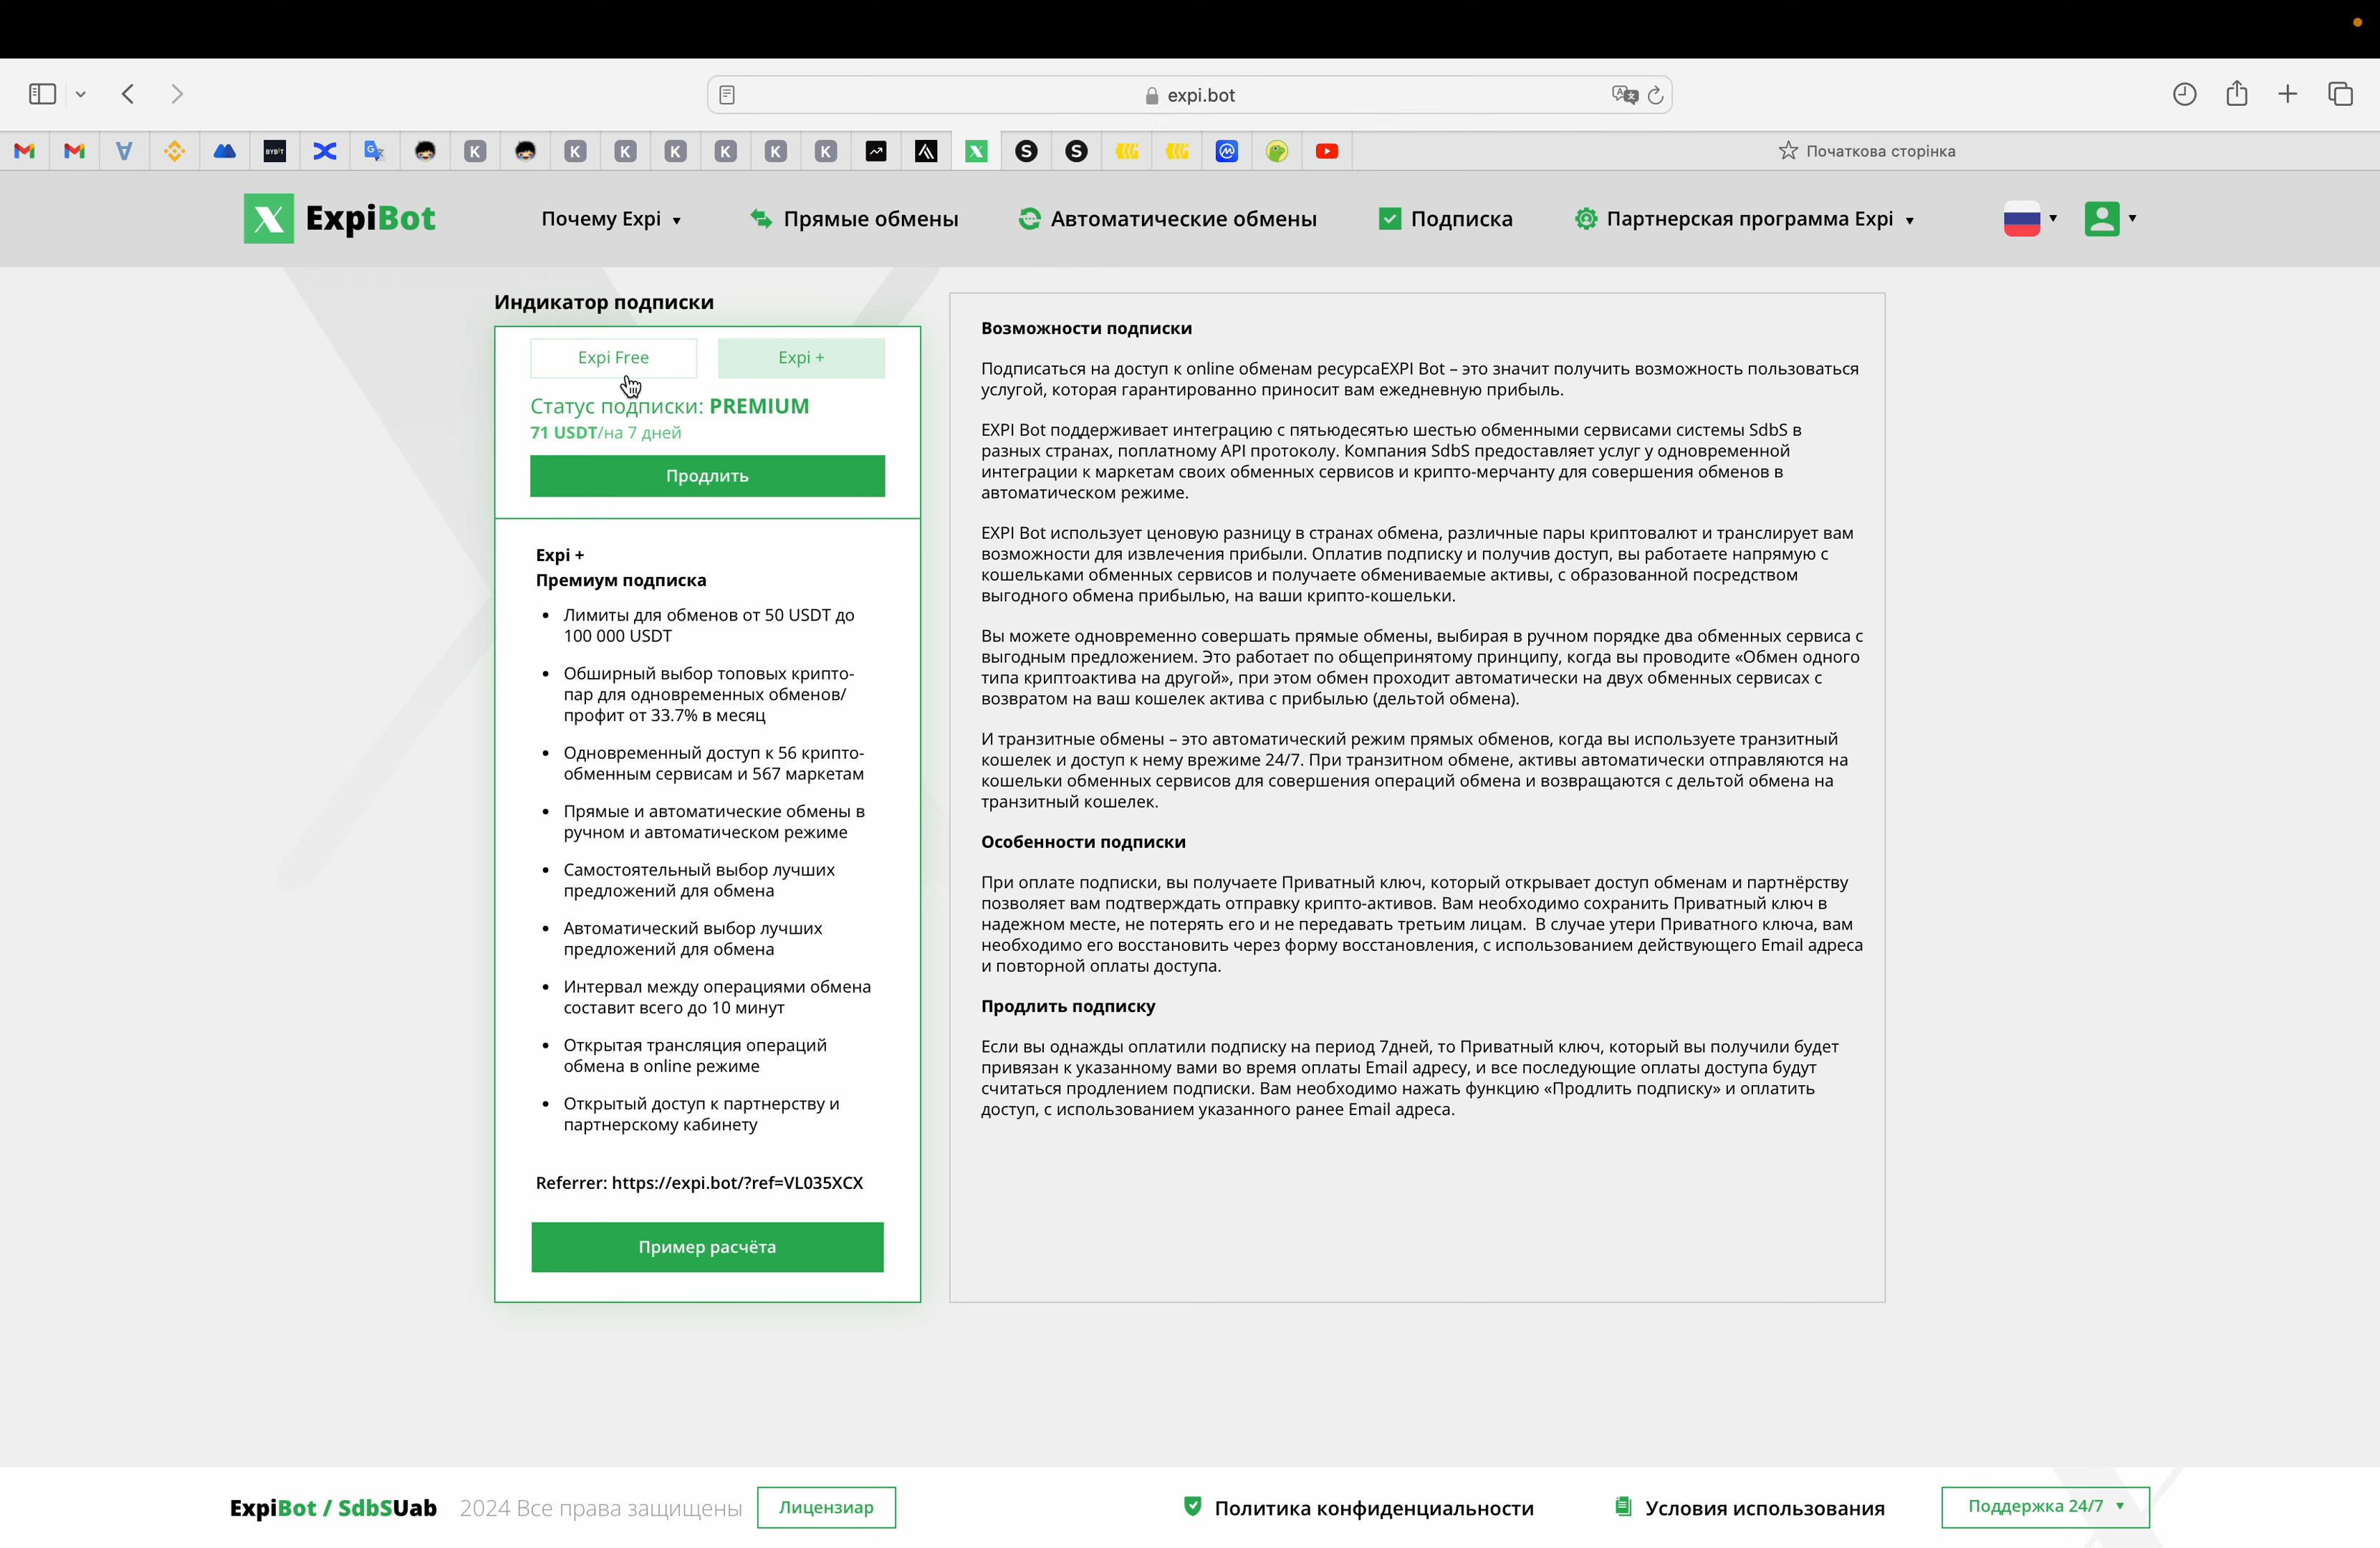 expi.bot
BYBIT
K
K
K
K
K
K
K
S
S
Початкова сторінка
ExpiBot
Почему Expi
Прямые обмены
Автоматические обмены
Подписка
Партнерская программа Expi
Индикатор подписки
Expi Free
Expi +
Статус подписки: PREMIUM
71 USDT/на 7 дней
Продлить
Expi +
Премиум подписка
Лимиты для обменов от 50 USDT до
100 000 USDT
Обширный выбор топовых крипто-
пар для одновременных обменов/
профит от 33.7% в месяц
Одновременный доступ к 56 крипто-
обменным сервисам и 567 маркетам
Прямые и автоматические обмены в
ручном и автоматическом режиме
Самостоятельный выбор лучших
предложений для обмена
Автоматический выбор лучших
предложений для обмена
Интервал между операциями обмена
составит всего до 10 минут
Открытая трансляция операций
обмена в online режиме
Открытый доступ к партнерству и
партнерскому кабинету
Referrer: https://expi.bot/?ref=VL035XCX
Пример расчёта
Возможности подписки
Подписаться на доступ к online обменам ресурсаEXPI Bot – это значит получить возможность пользоваться
услугой, которая гарантированно приносит вам ежедневную прибыль.
EXPI Bot поддерживает интеграцию с пятьюдесятью шестью обменными сервисами системы SdbS в
разных странах, поплатному API протоколу. Компания SdbS предоставляет услуг у одновременной
интеграции к маркетам своих обменных сервисов и крипто-мерчанту для совершения обменов в
автоматическом режиме.
EXPI Bot использует ценовую разницу в странах обмена, различные пары криптовалют и транслирует вам
возможности для извлечения прибыли. Оплатив подписку и получив доступ, вы работаете напрямую с
кошельками обменных сервисов и получаете обмениваемые активы, с образованной посредством
выгодного обмена прибылью, на ваши крипто-кошельки.
Вы можете одновременно совершать прямые обмены, выбирая в ручном порядке два обменных сервиса с
выгодным предложением. Это работает по общепринятому принципу, когда вы проводите «Обмен одного
типа криптоактива на другой», при этом обмен проходит автоматически на двух обменных сервисах с
возвратом на ваш кошелек актива с прибылью (дельтой обмена).
И транзитные обмены – это автоматический режим прямых обменов, когда вы используете транзитный
кошелек и доступ к нему врежиме 24/7. При транзитном обмене, активы автоматически отправляются на
кошельки обменных сервисов для совершения операций обмена и возвращаются с дельтой обмена на
транзитный кошелек.
Особенности подписки
При оплате подписки, вы получаете Приватный ключ, который открывает доступ обменам и партнёрству
позволяет вам подтверждать отправку крипто-активов. Вам необходимо сохранить Приватный ключ в
надежном месте, не потерять его и не передавать третьим лицам. В случае утери Приватного ключа, вам
необходимо его восстановить через форму восстановления, с использованием действующего Email адреса
и повторной оплаты доступа.
Продлить подписку
Если вы однажды оплатили подписку на период 7дней, то Приватный ключ, который вы получили будет
привязан к указанному вами во время оплаты Email адресу, и все последующие оплаты доступа будут
считаться продлением подписки. Вам необходимо нажать функцию «Продлить подписку» и оплатить
доступ, с использованием указанного ранее Email адреса.
ExpiBot / SdbSUab
2024 Все права защищены
Лицензиар
Политика конфиденциальности
Условия использования
Поддержка 24/7